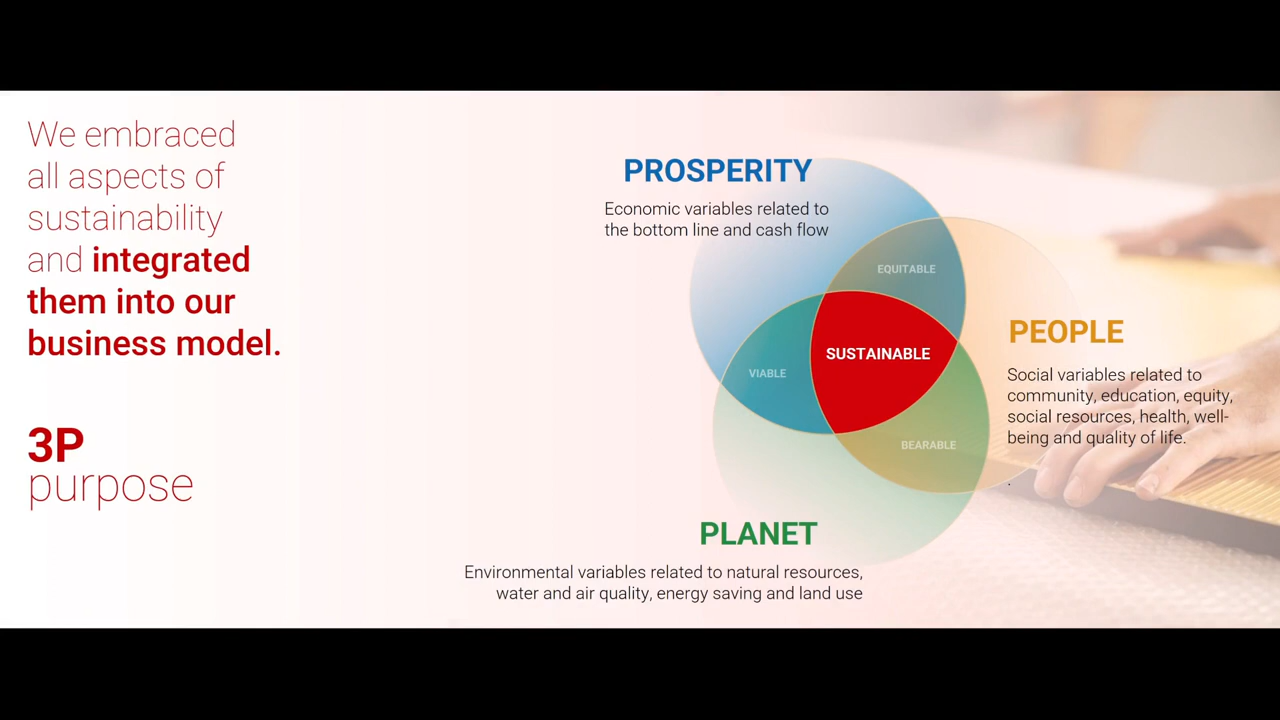 We embraced
all aspects of
sustainability
and integrated
them into our
business model.
3P
purpose
PROSPERITY
Economic variables related to
the bottom line and cash flow
EQUITABLE
SUSTAINABLE
VIABLE
BEARABLE
PEOPLE
Social variables related to
community, education, equity,
social resources, health, well-
being and quality of life.
.
PLANET
Environmental variables related to natural resources,
water and air quality, energy saving and land use